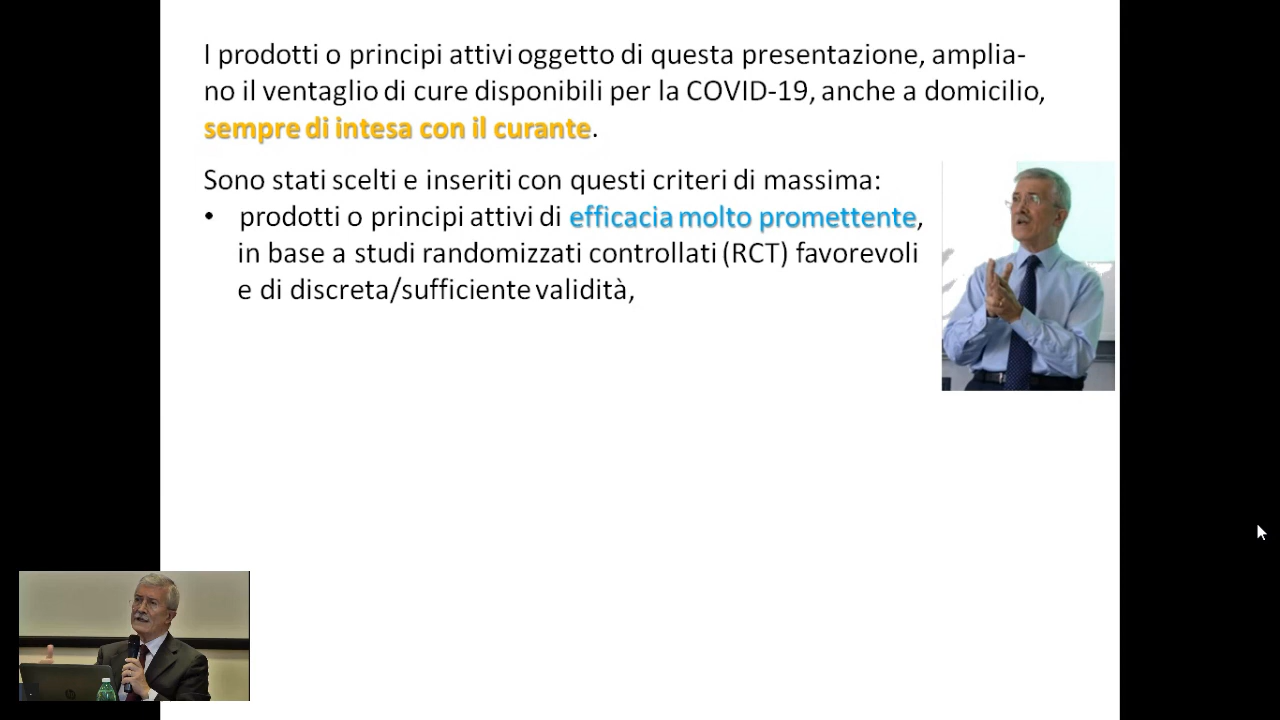 I prodotti o principi attivi oggetto di questa presentazione, amplia-
no il ventaglio di cure disponibili per la COVID-19, anche a domicilio,
sempre di intesa con il curante.
Sono stati scelti e inseriti con questi criteri di massima:
• prodotti o principi attivi di efficacia molto promettente,
in base a studi randomizzati controllati (RCT) favorevoli
e di discreta/sufficiente validità,